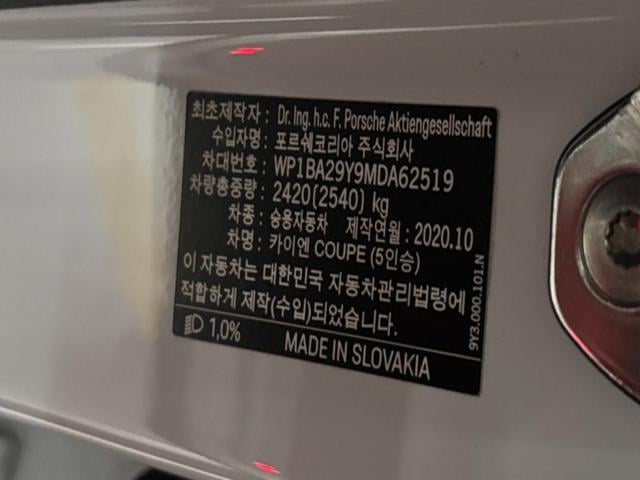 최초제작자 : Dr. Ing. h.c. F. Porsche Aktiengesellschaft
수입자명 : 포르쉐코리아 주식회사
차대번호 : WP1BA29Y9MDA62519
차량총중량 : 2420(2540) kg
차종 : 승용자동차 제작연월 : 2020.10
차명 : 카이엔 COUPE (5인승)
이 자동차는 대한민국 자동차관리법령에
적합하게 제작(수입)되었습니다.
1,0% MADE IN SLOVAKIA
9Y3.000.101.N